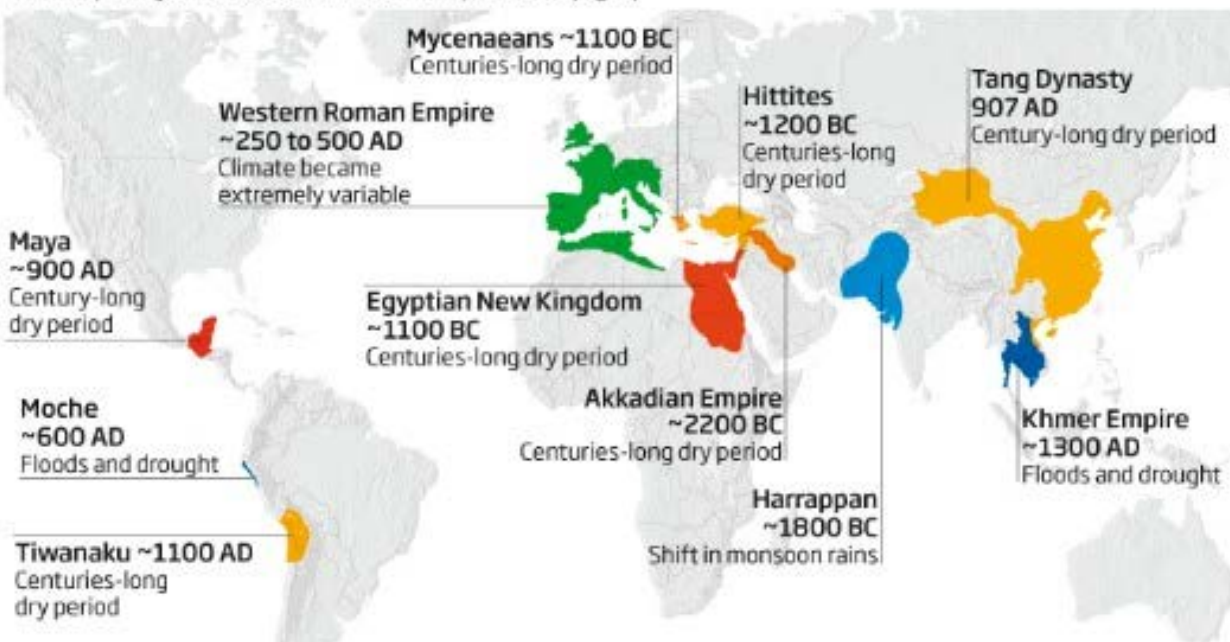 Mycenaeans ~1100 BC
Centuries-long dry period
Western Roman Empire
~250 to 500 AD
Climate became
extremely variable
Hittites
~1200 BC
Centuries-long
dry period
Tang Dynasty
907 AD
Century-long dry period
Maya
~900 AD
Century-long
dry period
Egyptian New Kingdom
~1100 BC
Centuries-long dry period
Akkadian Empire
~2200 BC
Centuries-long dry period
Moche
~600 AD
Floods and drought
Khmer Empire
~1300 AD
Floods and drought
Harrappan
~1800 BC
Shift in monsoon rains
Tiwanaku ~1100 AD
Centuries-long
dry period